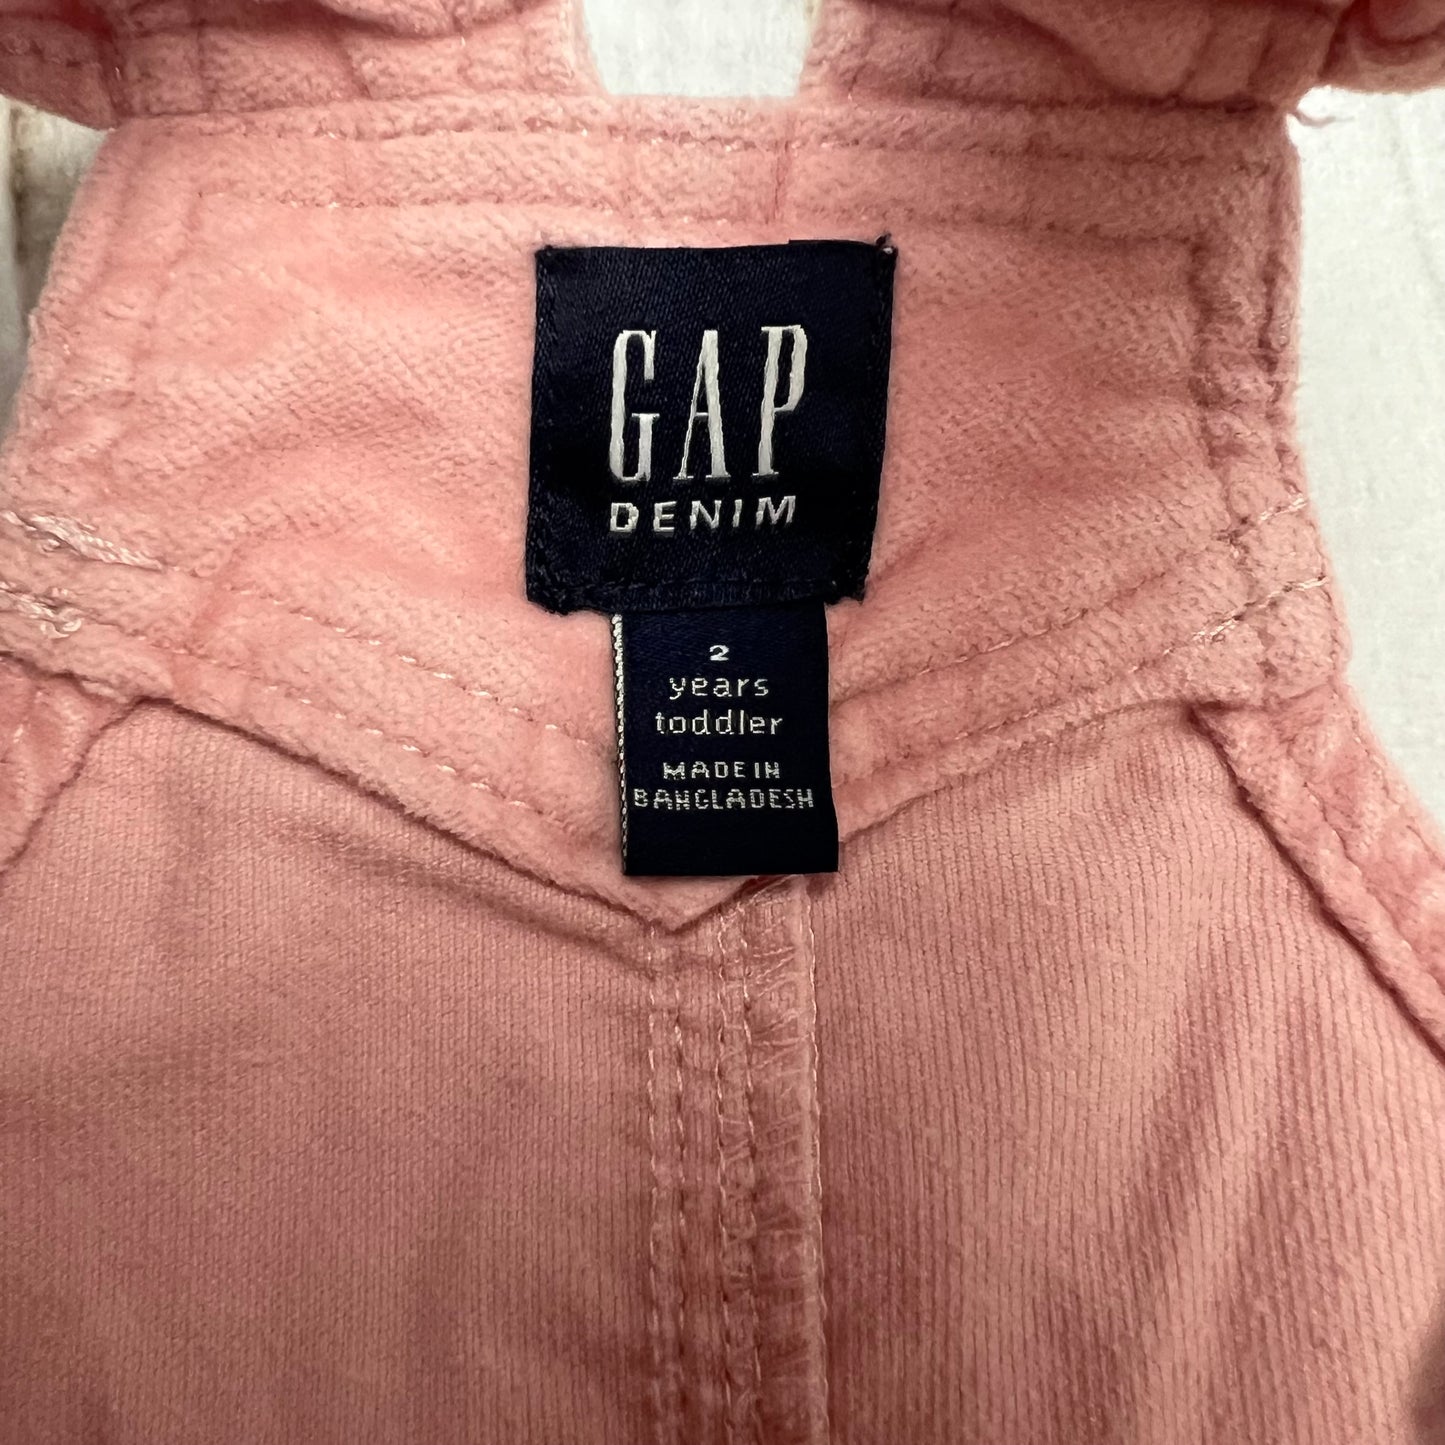 GAP
DENIM
2
years
toddler
MADE IN
BANGLADESH